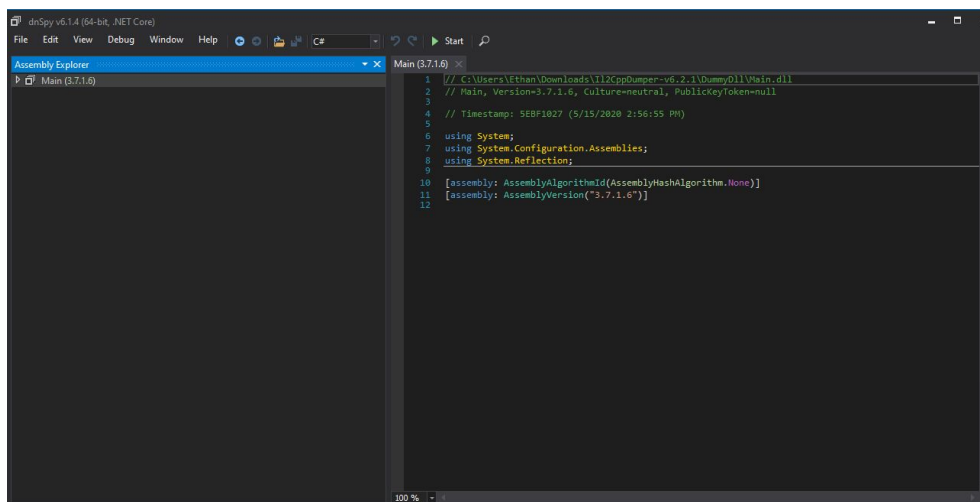 dnSpy v6.1.4 (64-bit, .NET Core)
File Edit View Debug Window Help C# Start
Assembly Explorer
Main (3.7.1.6)
Main (3.7.1.6)
1 // C:\Users\Ethan\Downloads\Il2CppDumper-v6.2.1\DummyDll\Main.dll
2 // Main, Version=3.7.1.6, Culture=neutral, PublicKeyToken=null
3
4 // Timestamp: 5EBF1027 (5/15/2020 2:56:55 PM)
5
6 using System;
7 using System.Configuration.Assemblies;
8 using System.Reflection;
9
10 [assembly: AssemblyAlgorithmId(AssemblyHashAlgorithm.None)]
11 [assembly: AssemblyVersion("3.7.1.6")]
12
100 %